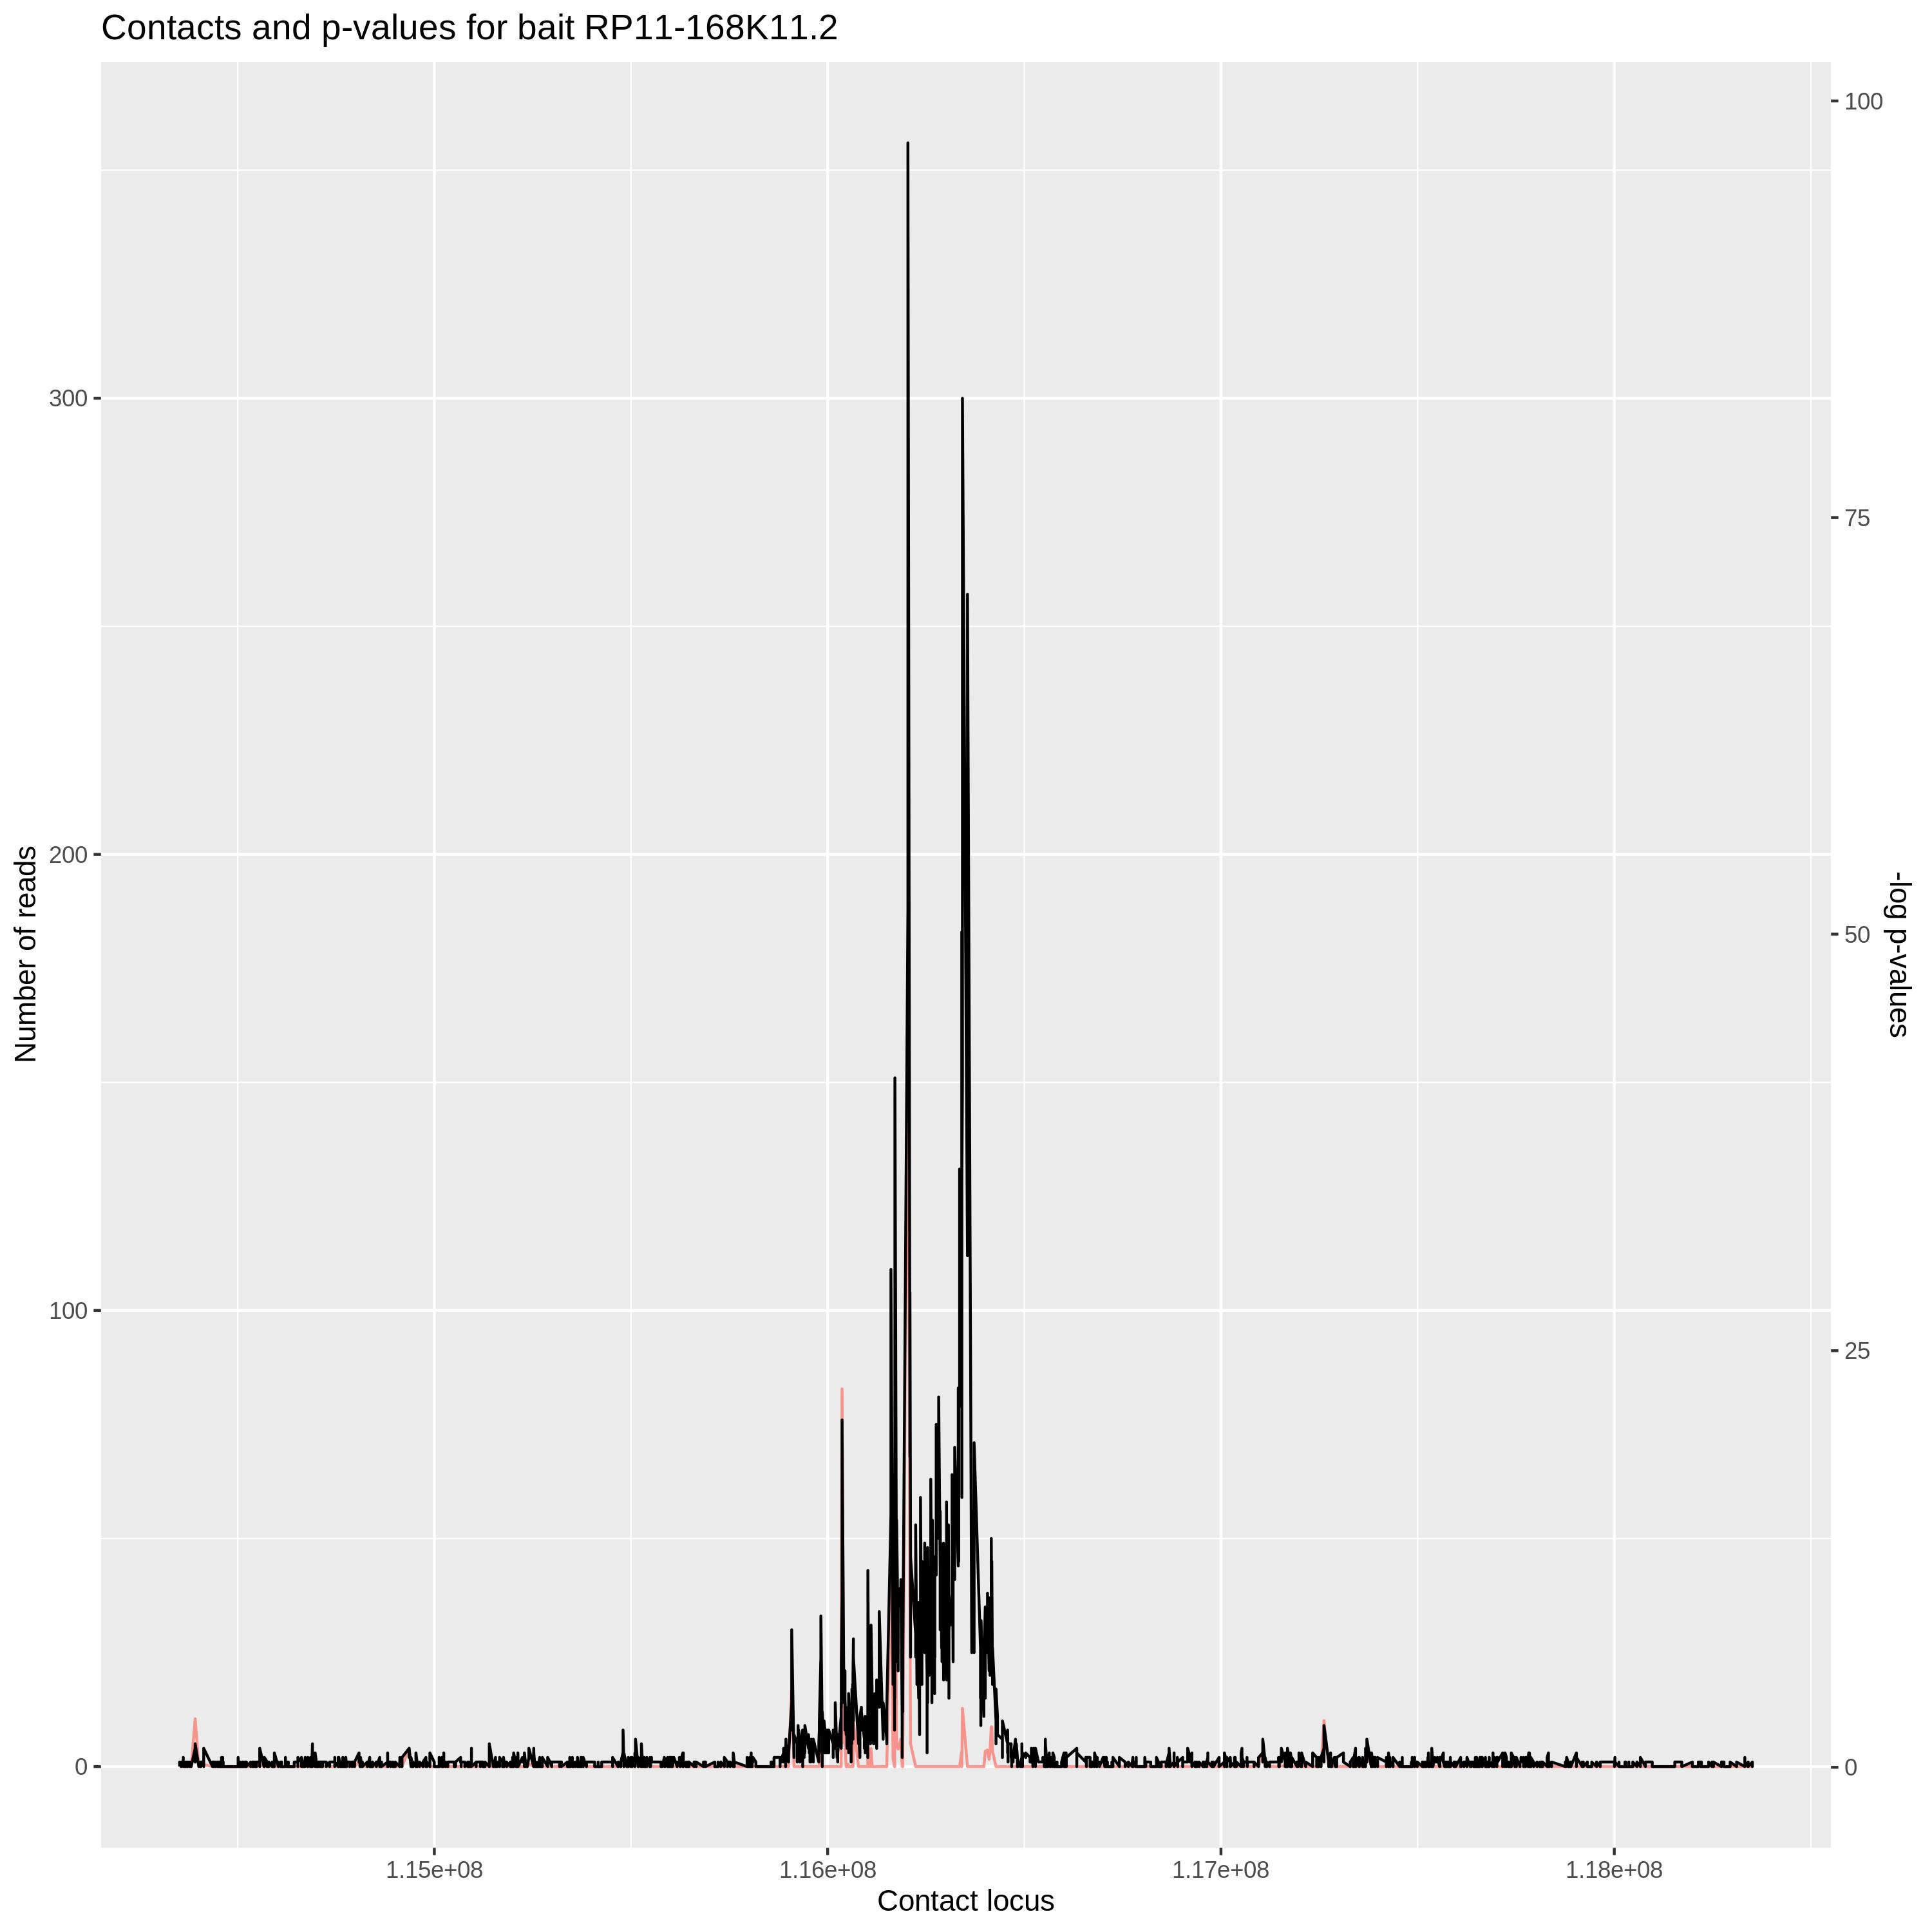 Contacts and p-values for bait RP11-168K11.2
Number of reads
300
200
100
0
100
75
50
25
0
-log p-values
1.15e+08
1.16e+08
1.17e+08
1.18e+08
Contact locus